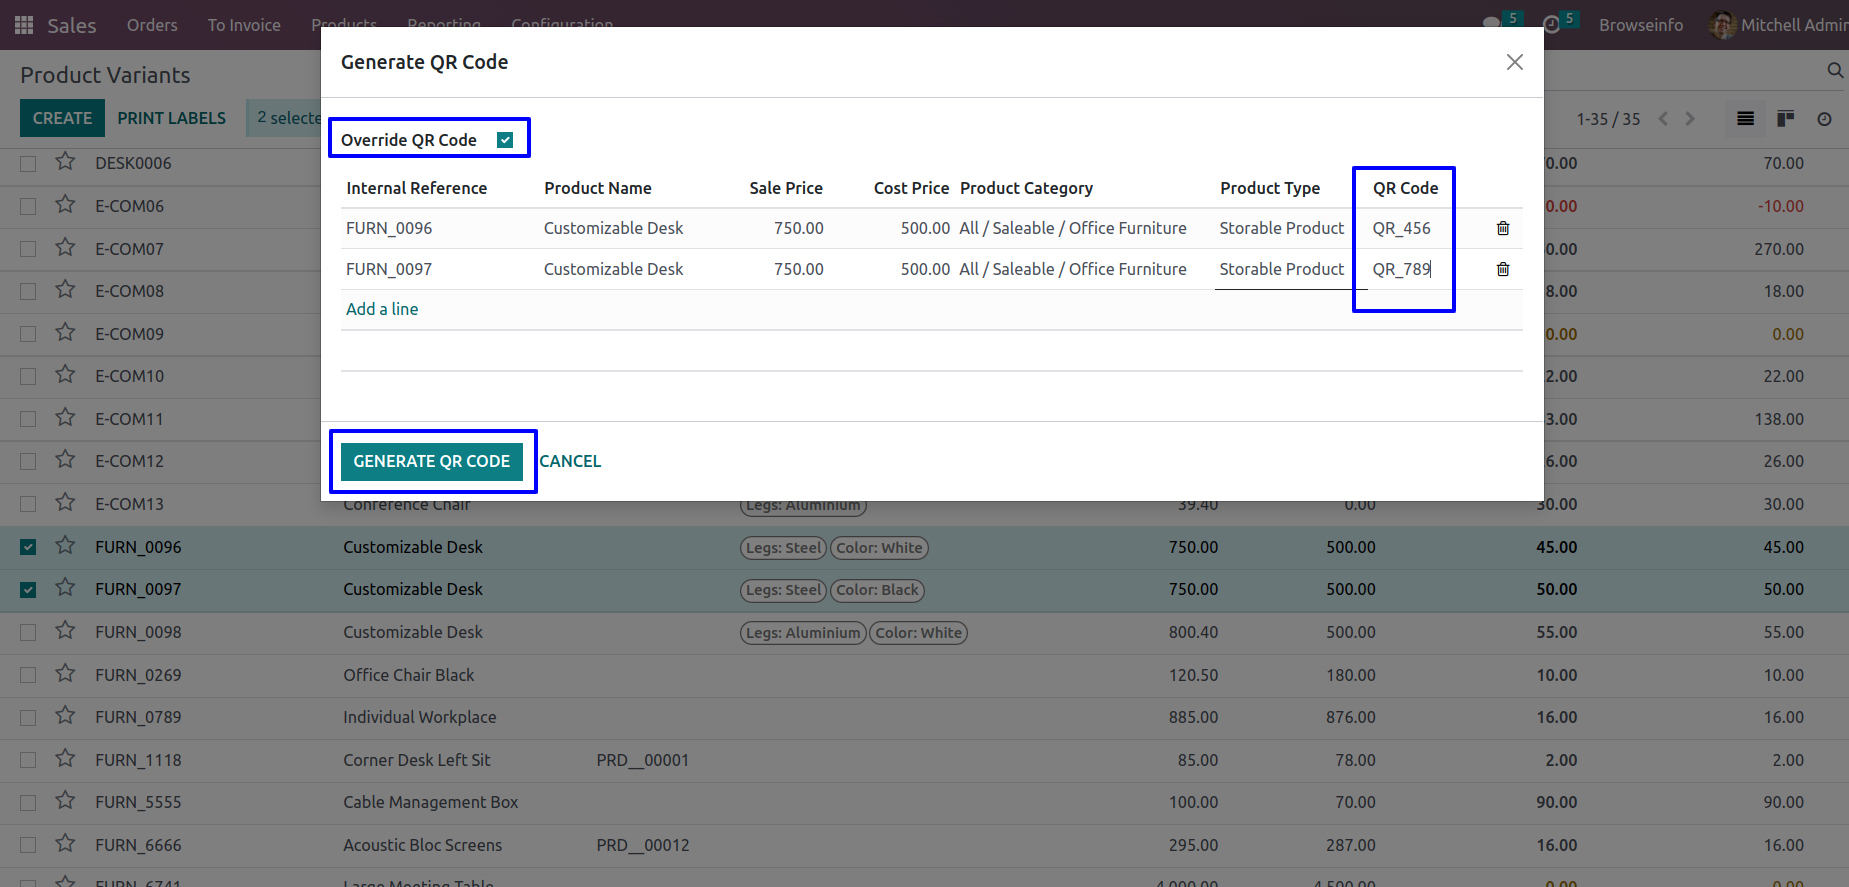 Sales Orders To Invoice Products Reporting Configuration 5 5 Browseinfo Mitchell Admin
Product Variants
Generate QR Code
CREATE PRINT LABELS 2 selecte 1-35 / 35
Override QR Code
Internal Reference Product Name Sale Price Cost Price Product Category Product Type QR Code
FURN_0096 Customizable Desk 750.00 500.00 All / Saleable / Office Furniture Storable Product QR_456
FURN_0097 Customizable Desk 750.00 500.00 All / Saleable / Office Furniture Storable Product QR_789
Add a line
GENERATE QR CODE CANCEL
DESK0006 0.00 70.00
E-COM06 0.00 -10.00
E-COM07 0.00 270.00
E-COM08 8.00 18.00
E-COM09 0.00 0.00
E-COM10 2.00 22.00
E-COM11 3.00 138.00
E-COM12 6.00 26.00
E-COM13 Conference Chair Legs: Aluminium 39.40 0.00 30.00 30.00
FURN_0096 Customizable Desk Legs: Steel Color: White 750.00 500.00 45.00 45.00
FURN_0097 Customizable Desk Legs: Steel Color: Black 750.00 500.00 50.00 50.00
FURN_0098 Customizable Desk Legs: Aluminium Color: White 800.40 500.00 55.00 55.00
FURN_0269 Office Chair Black 120.50 180.00 10.00 10.00
FURN_0789 Individual Workplace 885.00 876.00 16.00 16.00
FURN_1118 Corner Desk Left Sit PRD__00001 85.00 78.00 2.00 2.00
FURN_5555 Cable Management Box 100.00 70.00 90.00 90.00
FURN_6666 Acoustic Bloc Screens PRD__00012 295.00 287.00 16.00 16.00
FURN_6741 Large Meeting Table 4,000.00 4,500.00 0.00 0.00